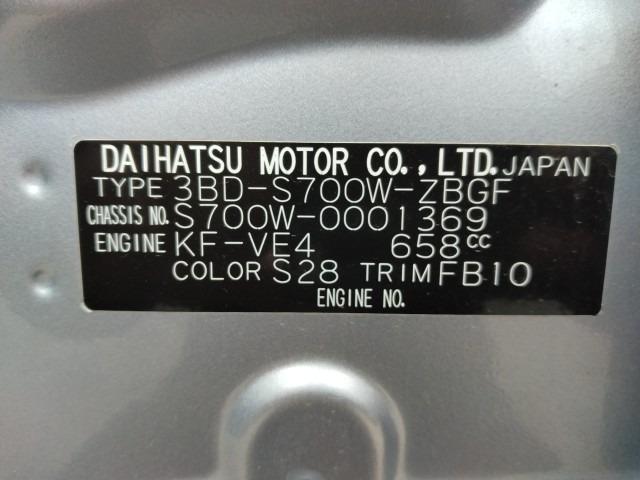 DAIHATSU MOTOR CO.,LTD. JAPAN
TYPE 3BD-S700W-ZBGF
CHASSIS NO. S700W-0001369
ENGINE KF-VE4 658cc
COLOR S28 TRIM FB10
ENGINE NO.